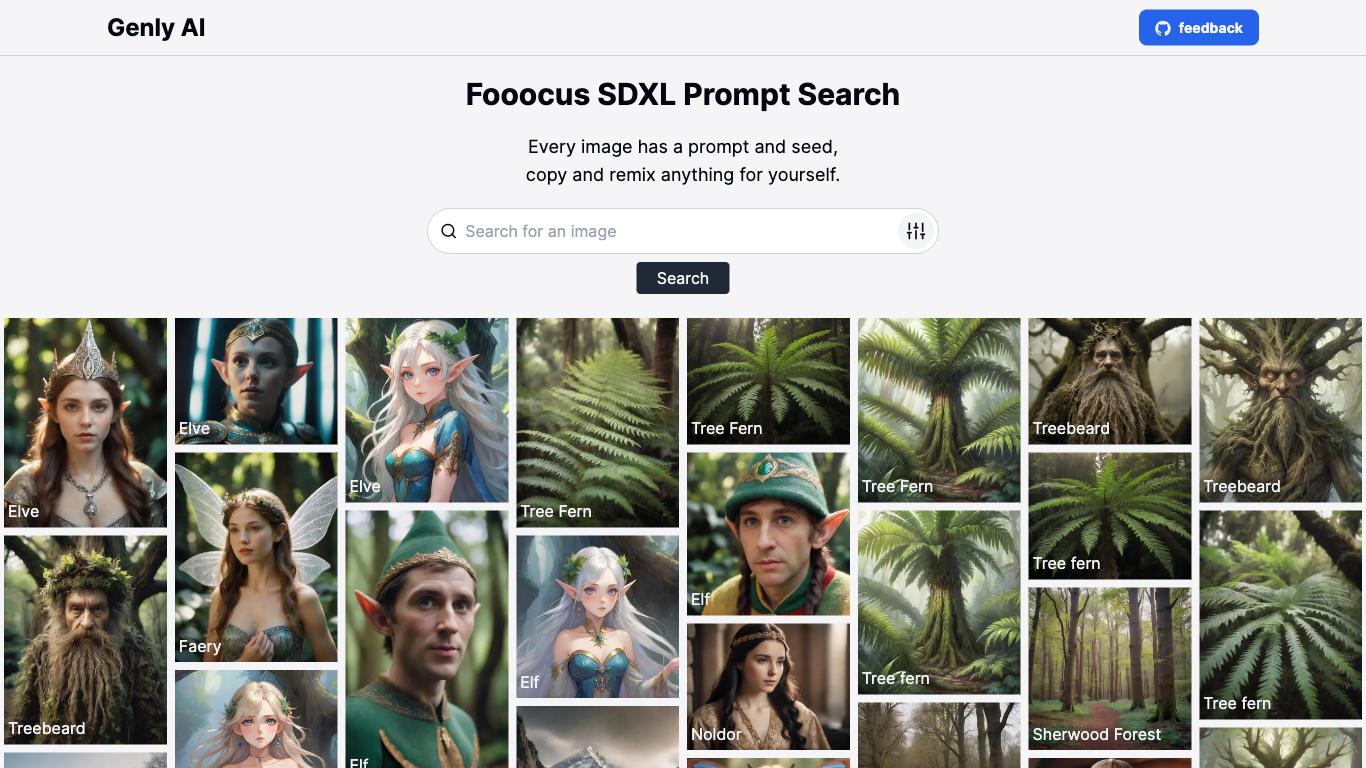 Genly AI
feedback
Fooocus SDXL Prompt Search
Every image has a prompt and seed,
copy and remix anything for yourself.
Search for an image
Search
Elve
Treebeard
Elve
Faery
Elve
Elf
Tree Fern
Elf
Tree Fern
Elf
Noldor
Tree Fern
Tree fern
Treebeard
Tree fern
Sherwood Forest
Treebeard
Tree fern